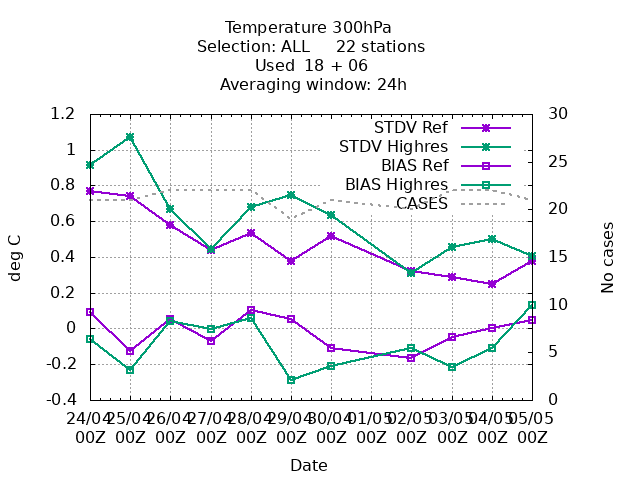 Temperature 300hPa
Selection: ALL     22 stations
Used  18 + 06
Averaging window: 24h
1.2
1
0.8
0.6
0.4
0.2
0
-0.2
-0.4
deg C
30
25
20
15
10
5
0
No cases
STDV Ref
STDV Highres
BIAS Ref
BIAS Highres
CASES
24/04 25/04 26/04 27/04 28/04 29/04 30/04 01/05 02/05 03/05 04/05 05/05
00Z 00Z 00Z 00Z 00Z 00Z 00Z 00Z 00Z 00Z 00Z 00Z
Date